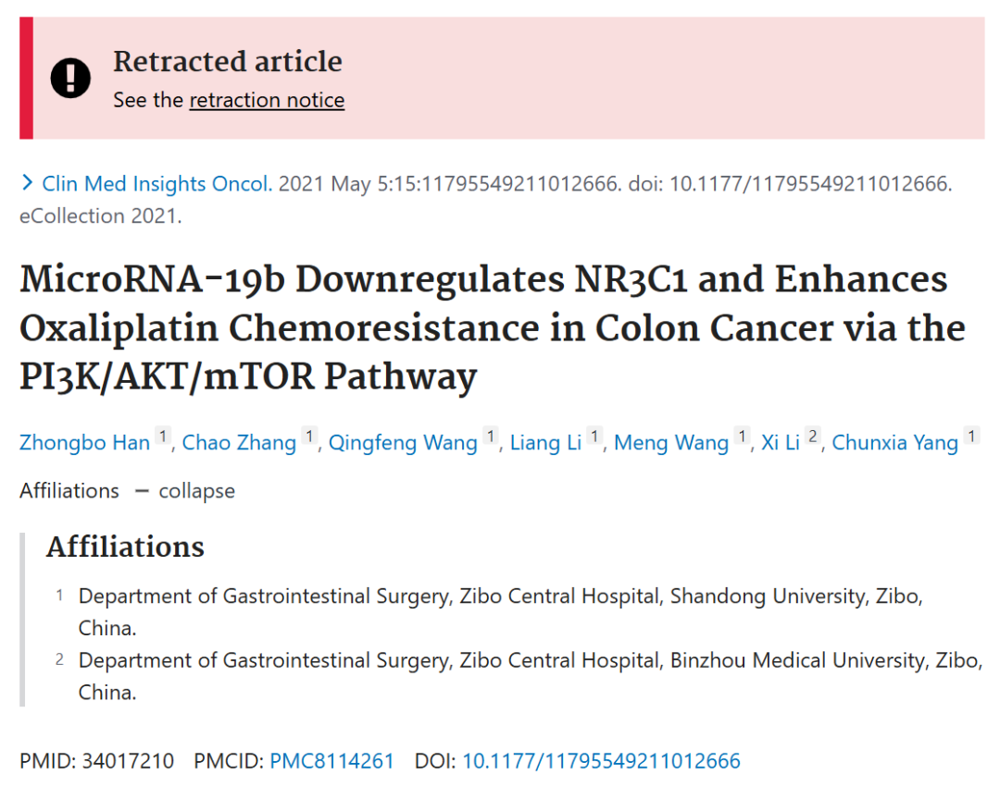 Retracted article
See the retraction notice
Clin Med Insights Oncol. 2021 May 5:15:11795549211012666. doi: 10.1177/11795549211012666.
eCollection 2021.
MicroRNA-19b Downregulates NR3C1 and Enhances
Oxaliplatin Chemoresistance in Colon Cancer via the
PI3K/AKT/mTOR Pathway
Zhongbo Han 1, Chao Zhang 1, Qingfeng Wang 1, Liang Li 1, Meng Wang 1, Xi Li 2, Chunxia Yang 1
Affiliations — collapse
Affiliations
1 Department of Gastrointestinal Surgery, Zibo Central Hospital, Shandong University, Zibo,
China.
2 Department of Gastrointestinal Surgery, Zibo Central Hospital, Binzhou Medical University, Zibo,
China.
PMID: 34017210 PMCID: PMC8114261 DOI: 10.1177/11795549211012666